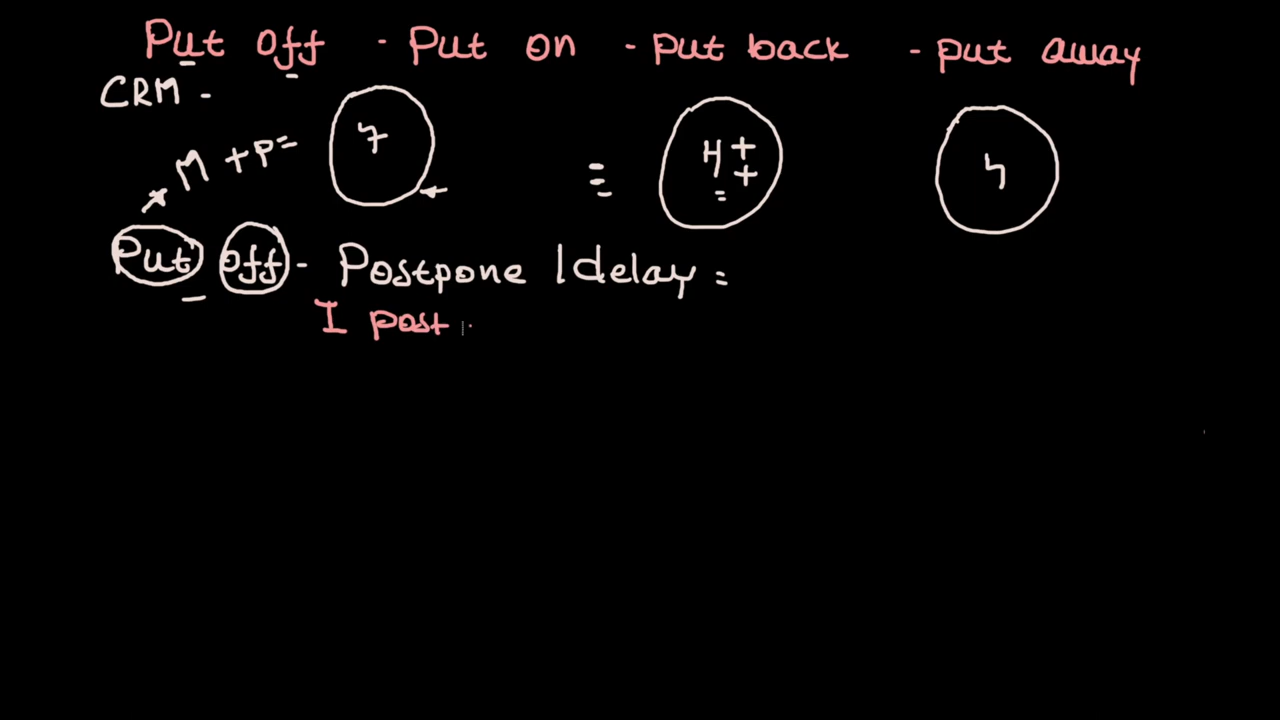 Put off - Put on - Put back - put away
CRM -
M + P = 7 = 4 + + 4
Put off - Postpone / delay =
I post